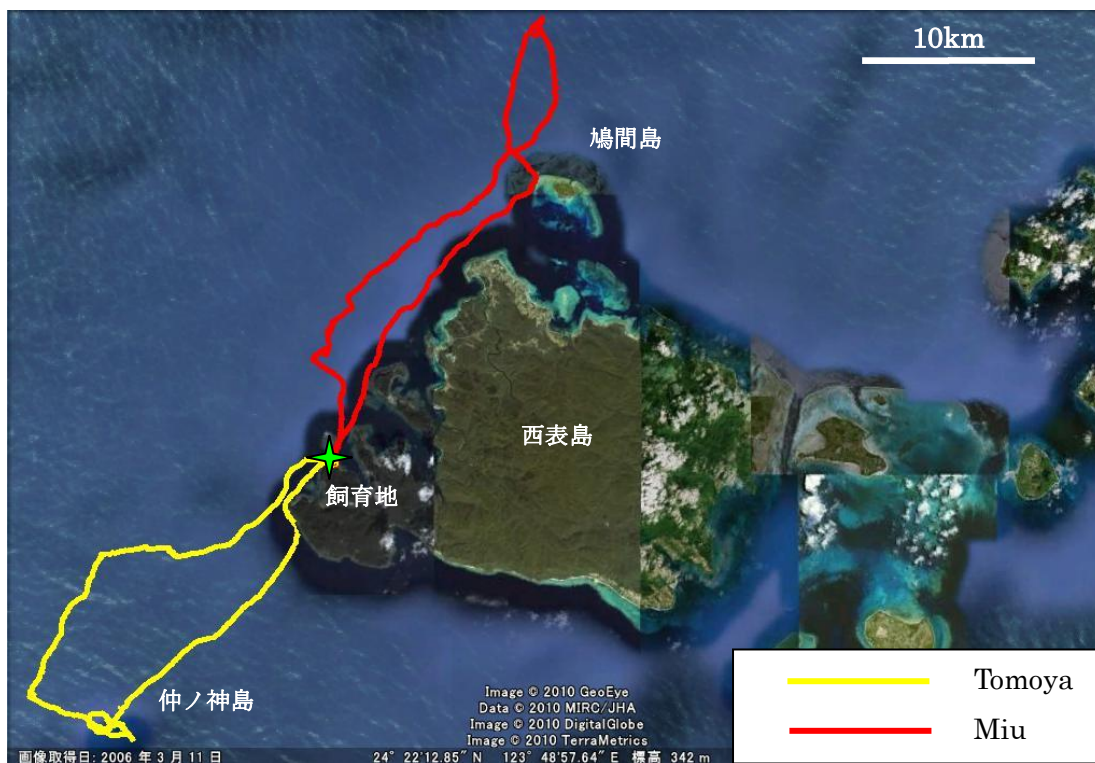 10km
鳩間島
西表島
飼育地
仲ノ神島
Image © 2010 GeoEye
Data © 2010 MIRC/JHA
Image © 2010 DigitalGlobe
Image © 2010 TerraMetrics
画像取得日: 2006 年 3 月 11 日 24° 22'12.85" N 123° 48'57.64" E 標高 342 m
Tomoya
Miu